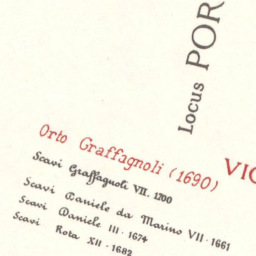 Locus POR
Orto Graffagnoli (1690)
VIG
Scavi Graffagnoli VII. 1700
Scavi Daniele da Marino VII · 1661
Scavi Daniele III · 1674
Scavi Rota XII · 1682